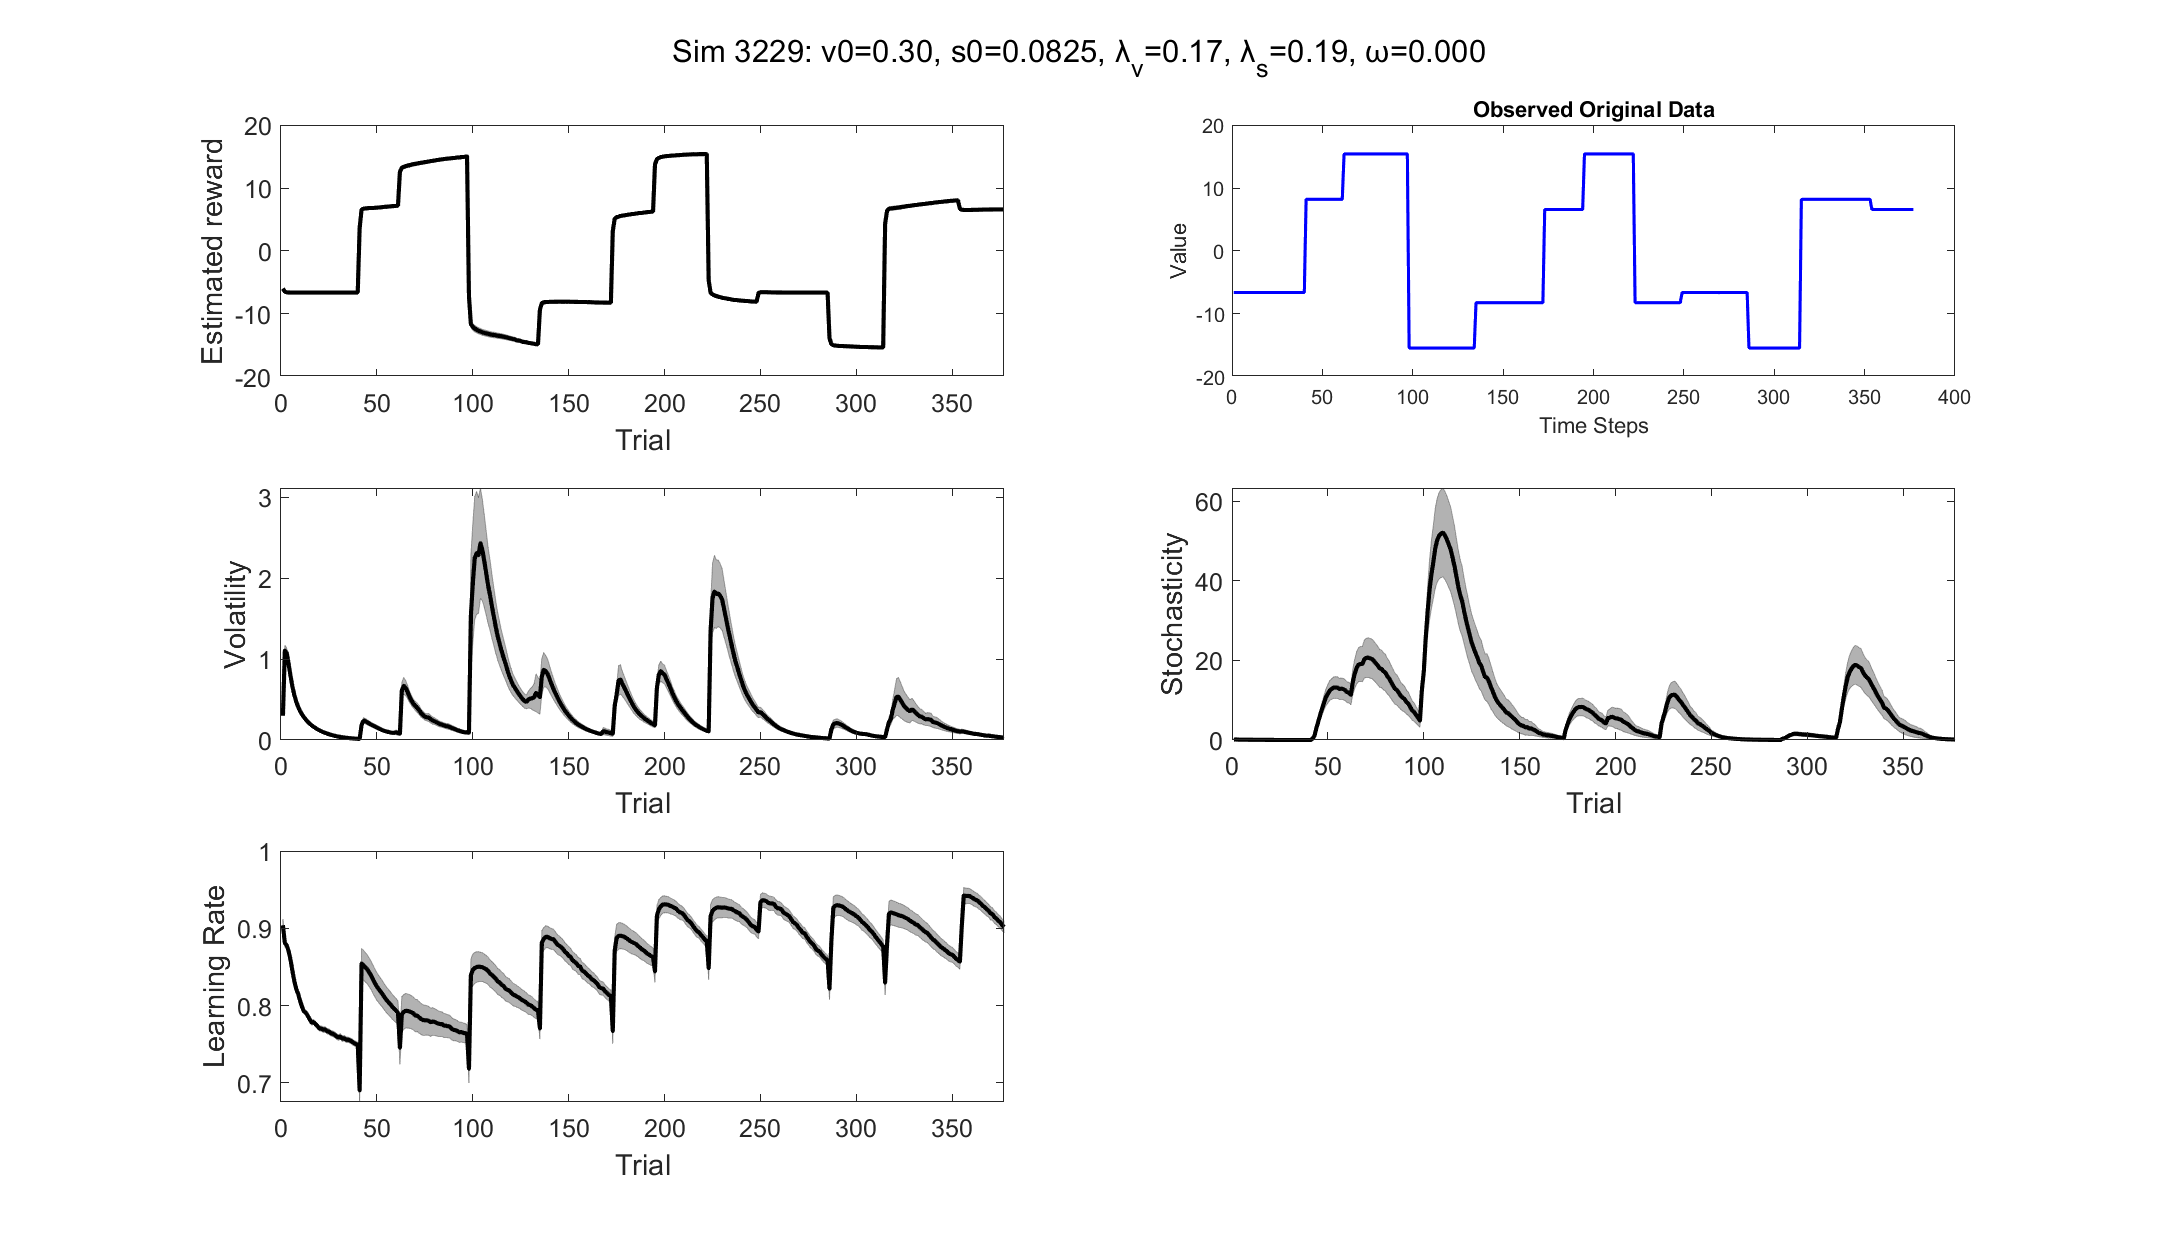 Sim 3229: v0=0.30, s0=0.0825, λv=0.17, λs=0.19, ω=0.000
Estimated reward
20
10
0
-10
-20
0 50 100 150 200 250 300 350
Trial
Observed Original Data
Value
20
10
0
-10
-20
0 50 100 150 200 250 300 350 400
Time Steps
Volatility
3
2
1
0
0 50 100 150 200 250 300 350
Trial
Stochasticity
60
40
20
0
0 50 100 150 200 250 300 350
Trial
Learning Rate
1
0.9
0.8
0.7
0 50 100 150 200 250 300 350
Trial